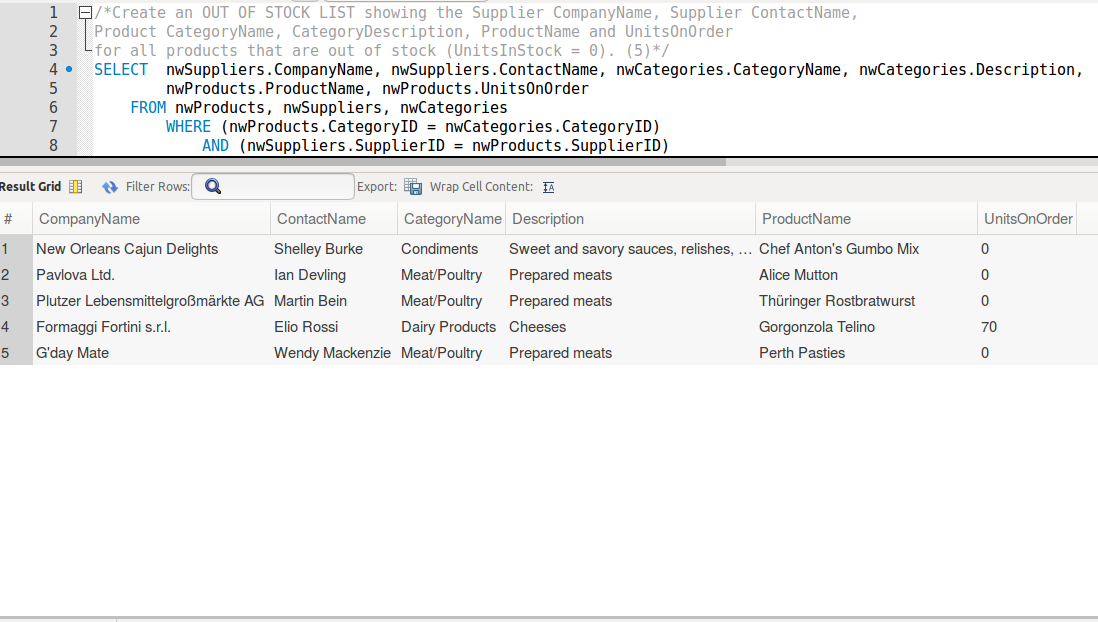 1 /*Create an OUT OF STOCK LIST showing the Supplier CompanyName, Supplier ContactName,
2 Product CategoryName, CategoryDescription, ProductName and UnitsOnOrder
3 for all products that are out of stock (UnitsInStock = 0). (5)*/
4 SELECT nwSuppliers.CompanyName, nwSuppliers.ContactName, nwCategories.CategoryName, nwCategories.Description,
5 nwProducts.ProductName, nwProducts.UnitsOnOrder
6 FROM nwProducts, nwSuppliers, nwCategories
7 WHERE (nwProducts.CategoryID = nwCategories.CategoryID)
8 AND (nwSuppliers.SupplierID = nwProducts.SupplierID)
Result Grid Filter Rows: Export: Wrap Cell Content: IA
# CompanyName ContactName CategoryName Description ProductName UnitsOnOrder
1 New Orleans Cajun Delights Shelley Burke Condiments Sweet and savory sauces, relishes, ... Chef Anton's Gumbo Mix 0
2 Pavlova Ltd. Ian Devling Meat/Poultry Prepared meats Alice Mutton 0
3 Plutzer Lebensmittelgroßmärkte AG Martin Bein Meat/Poultry Prepared meats Thüringer Rostbratwurst 0
4 Formaggi Fortini s.r.l. Elio Rossi Dairy Products Cheeses Gorgonzola Telino 70
5 G'day Mate Wendy Mackenzie Meat/Poultry Prepared meats Perth Pasties 0